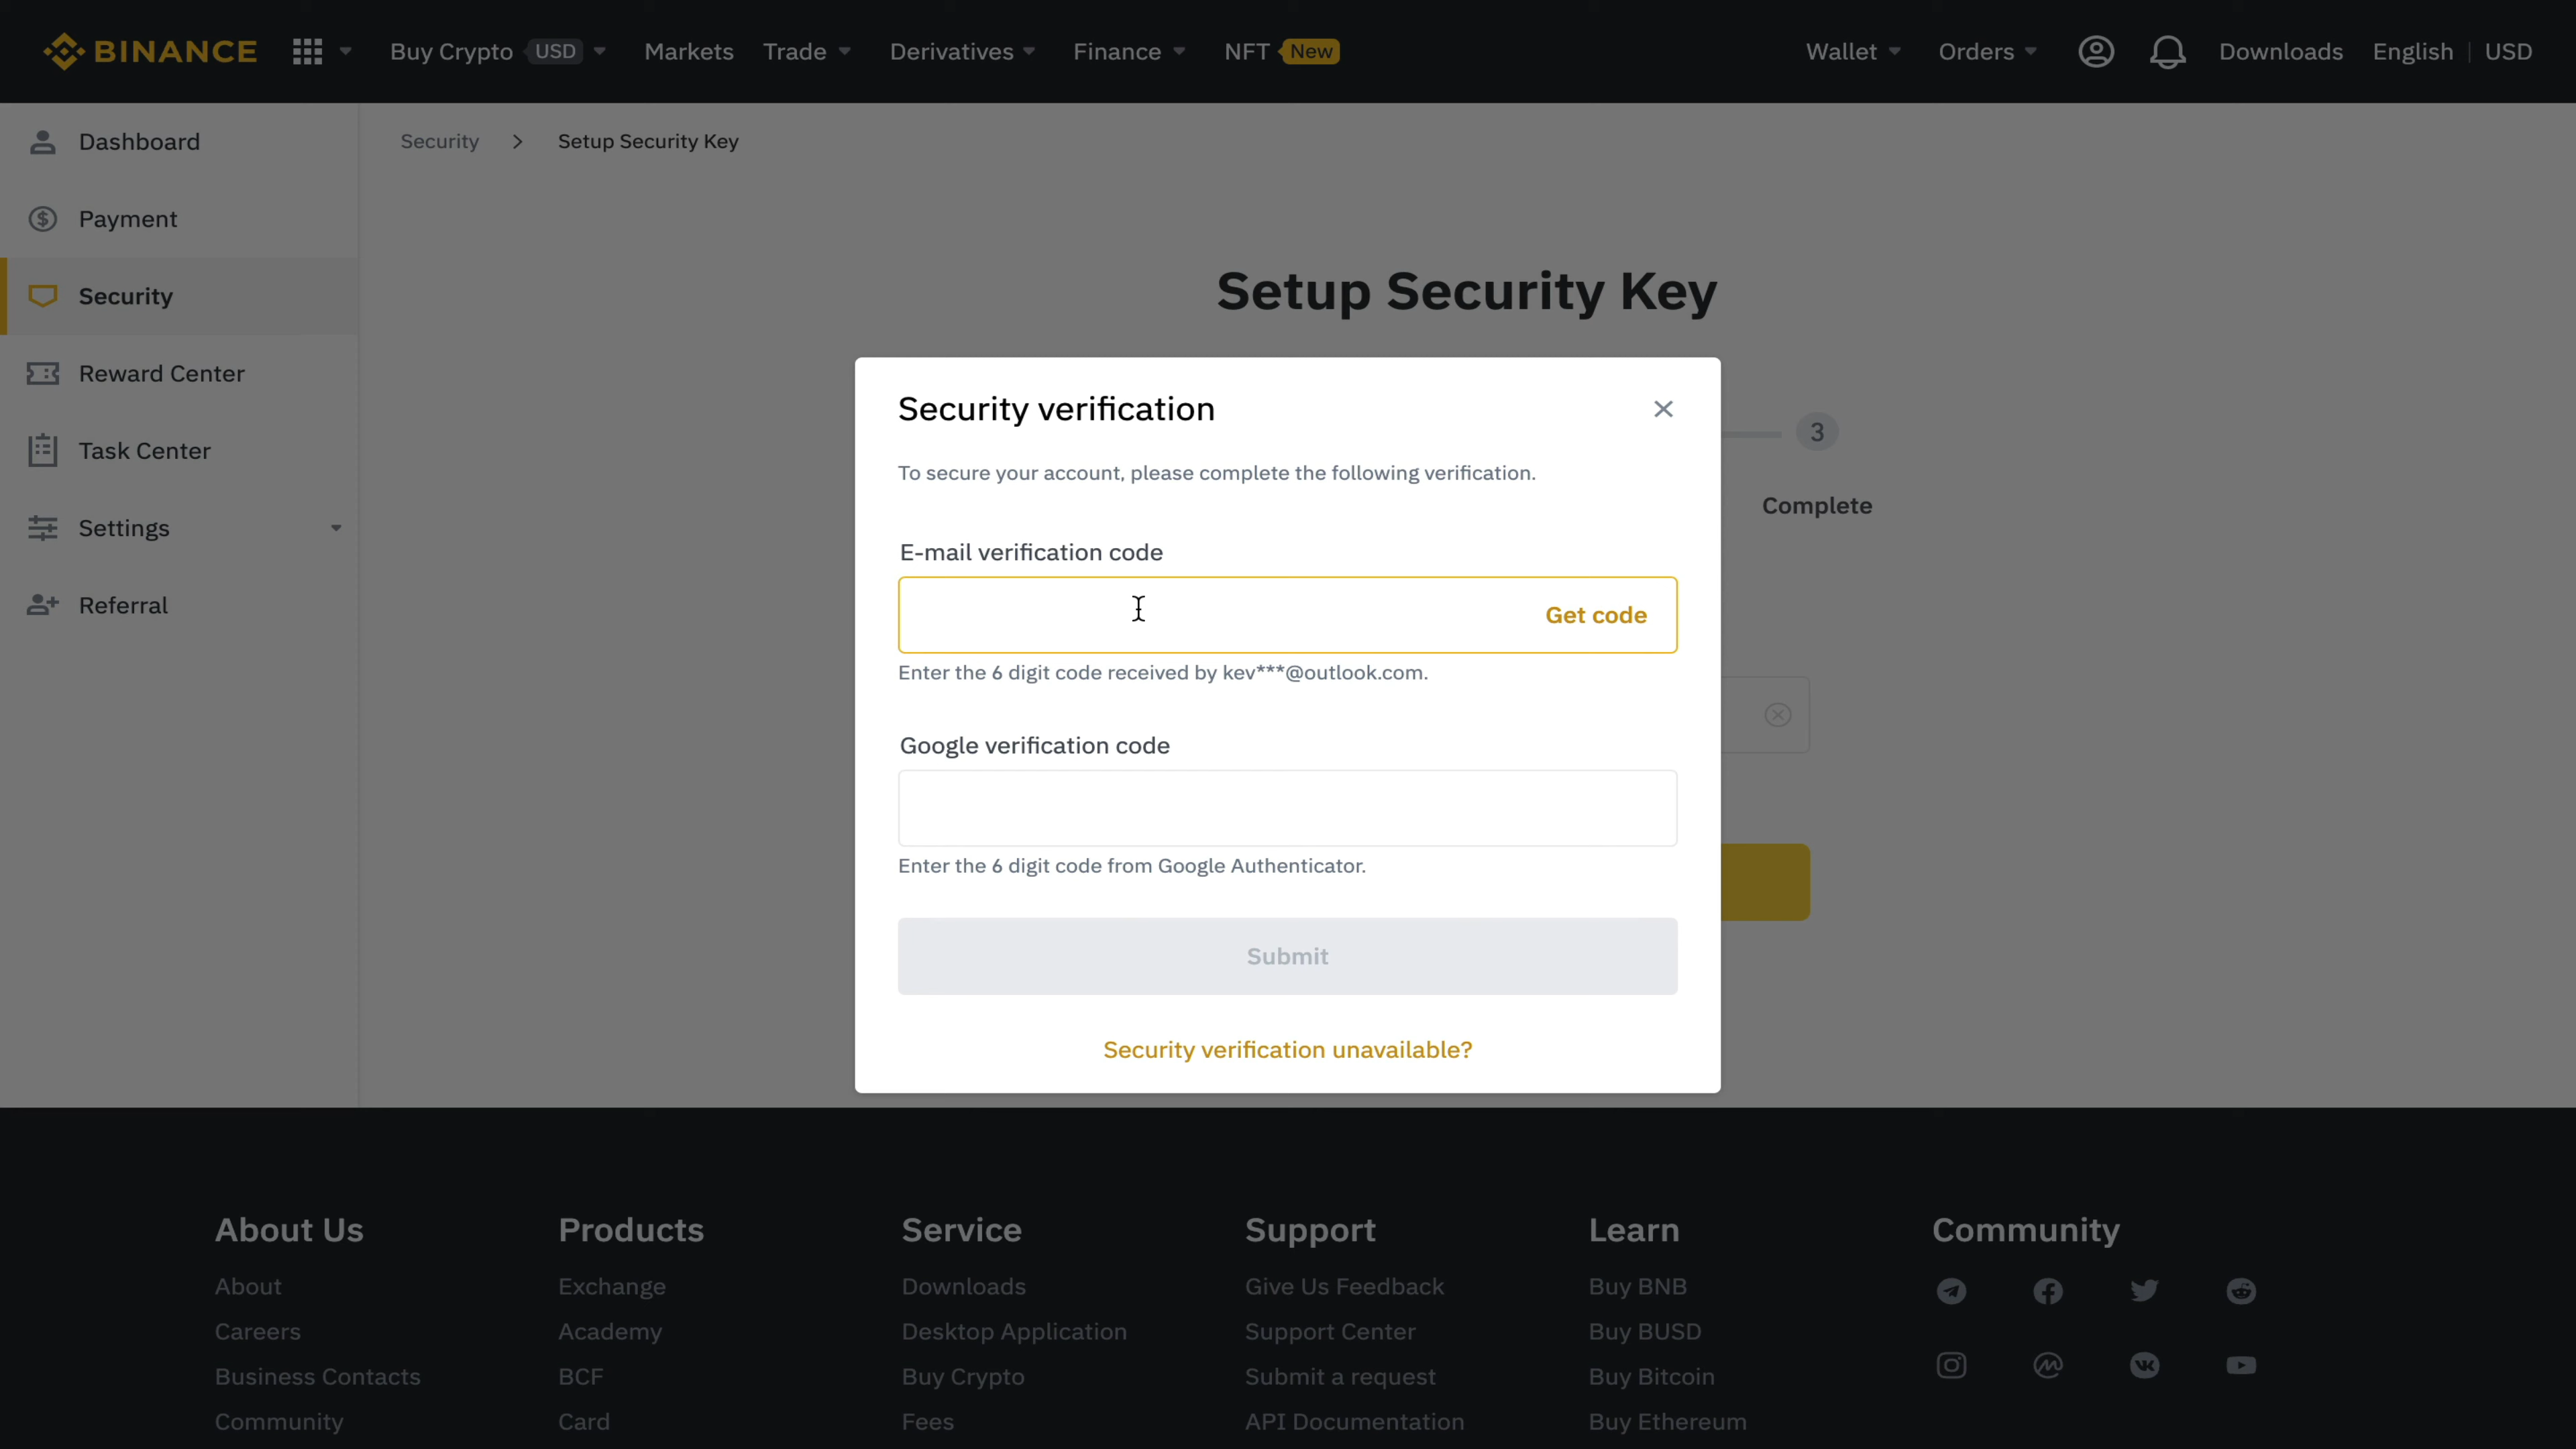 BINANCE
Buy Crypto USD
Markets
Trade
Derivatives
Finance
NFT New
Wallet
Orders
Downloads
English | USD
Dashboard
Payment
Security
Reward Center
Task Center
Settings
Referral
Security > Setup Security Key
Setup Security Key
3
Complete
Security verification
To secure your account, please complete the following verification.
E-mail verification code
Get code
Enter the 6 digit code received by kev***@outlook.com.
Google verification code
Enter the 6 digit code from Google Authenticator.
Submit
Security verification unavailable?
About Us
About
Careers
Business Contacts
Community
Products
Exchange
Academy
BCF
Card
Service
Downloads
Desktop Application
Buy Crypto
Fees
Support
Give Us Feedback
Support Center
Submit a request
API Documentation
Learn
Buy BNB
Buy BUSD
Buy Bitcoin
Buy Ethereum
Community